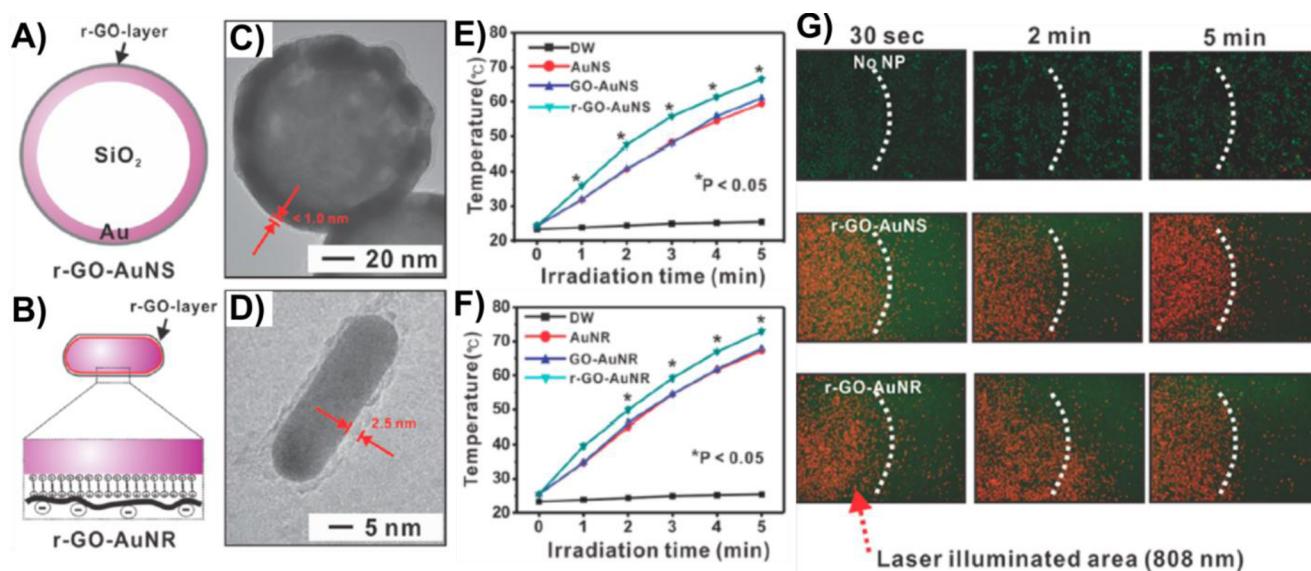 A)
r-GO-layer
SiO₂
Au
r-GO-AuNS
B)
r-GO-layer
r-GO-AuNR
C)
< 1.0 nm
20 nm
D)
2.5 nm
5 nm
E)
Temperature(℃)
80
70
60
50
40
30
20
DW
AuNS
GO-AuNS
r-GO-AuNS
* * * * *
*P < 0.05
0 1 2 3 4 5
Irradiation time (min)
F)
Temperature(℃)
80
70
60
50
40
30
20
DW
AuNR
GO-AuNR
r-GO-AuNR
* * * *
*P < 0.05
0 1 2 3 4 5
Irradiation time (min)
G)
30 sec 2 min 5 min
No NP
r-GO-AuNS
r-GO-AuNR
Laser illuminated area (808 nm)